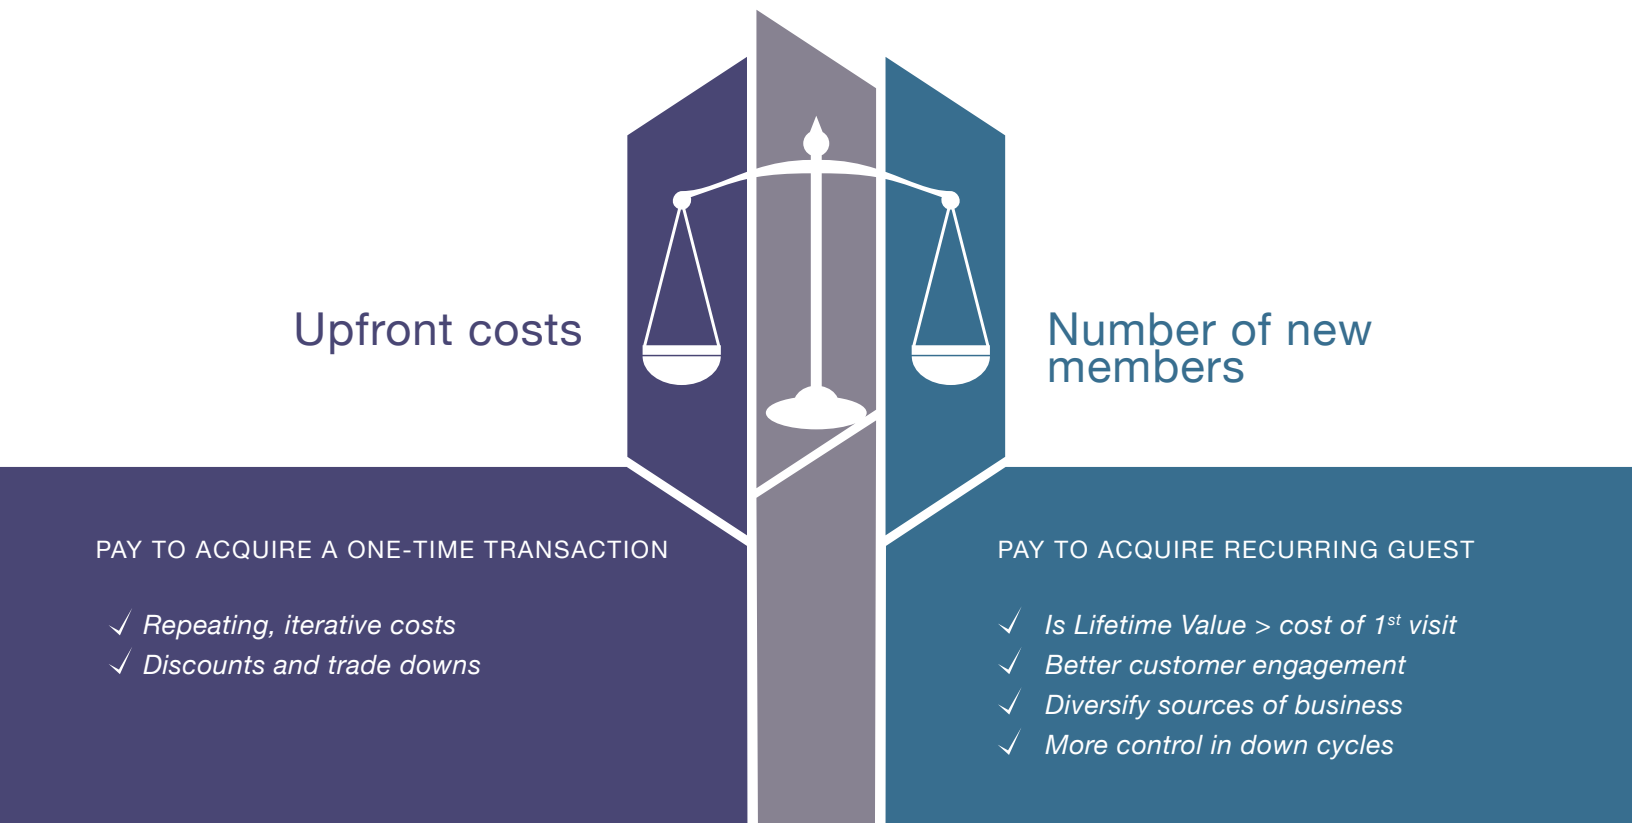 Upfront costs
Number of new
members
PAY TO ACQUIRE A ONE-TIME TRANSACTION
Repeating, iterative costs
Discounts and trade downs
PAY TO ACQUIRE RECURRING GUEST
Is Lifetime Value > cost of 1st visit
Better customer engagement
Diversify sources of business
More control in down cycles